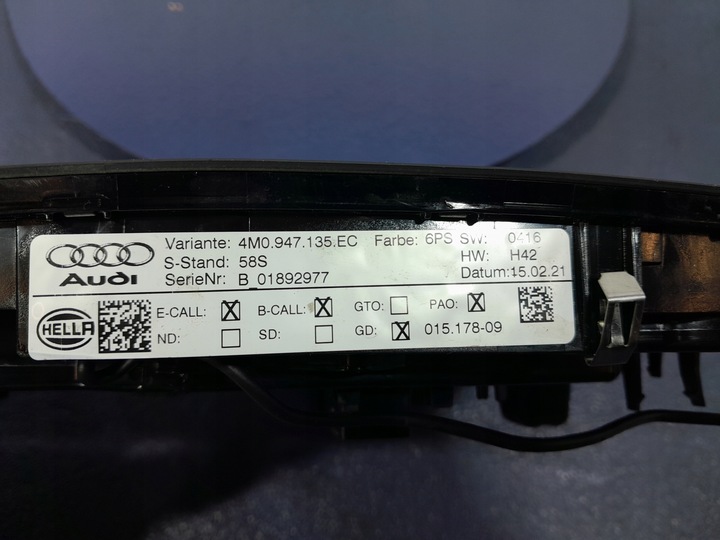 Audi
Variante: 4M0.947.135.EC Farbe: 6PS SW: 0416
S-Stand: 58S HW: H42
SerieNr: B_01892977 Datum:15.02.21
HELLA
E-CALL: X B-CALL: X GTO: PAO: X
ND: SD: GD: X 015.178-09